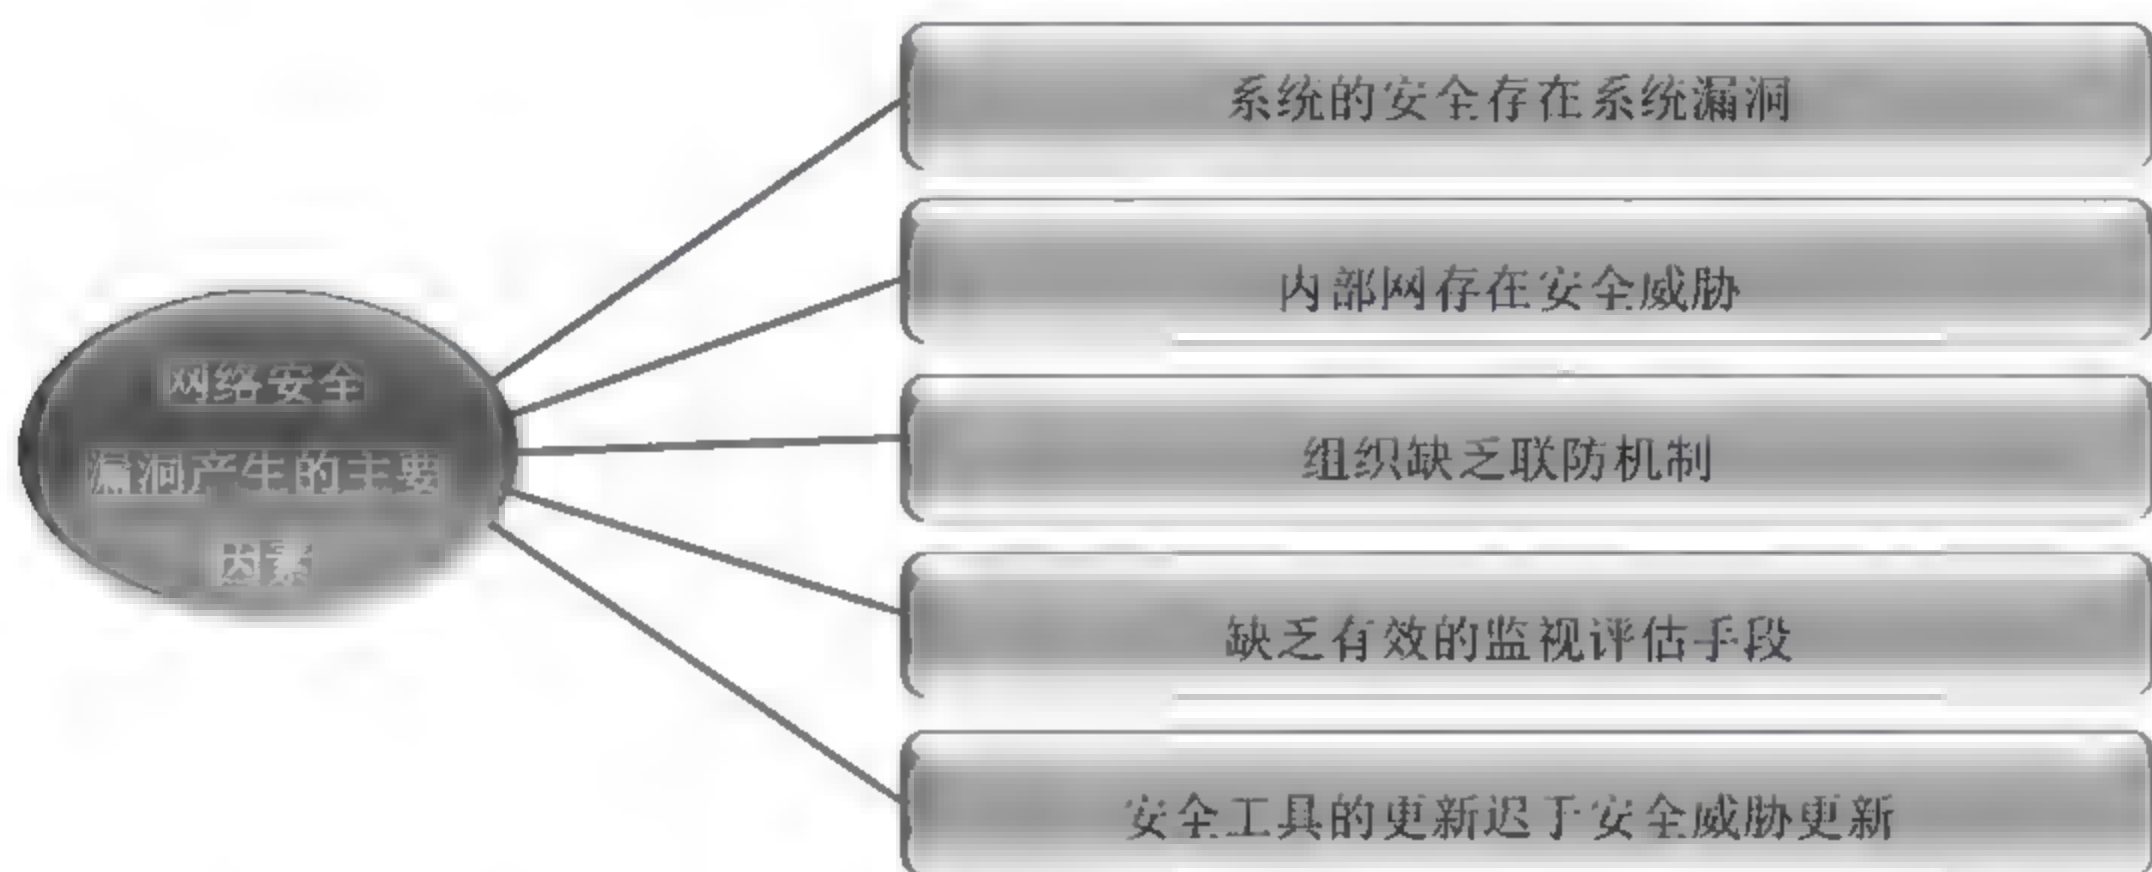 网络安全
漏洞产生的主要
因素
系统的安全存在系统漏洞
内部网存在安全威胁
组织缺乏联防机制
缺乏有效的监视评估手段
安全工具的更新迟于安全威胁更新